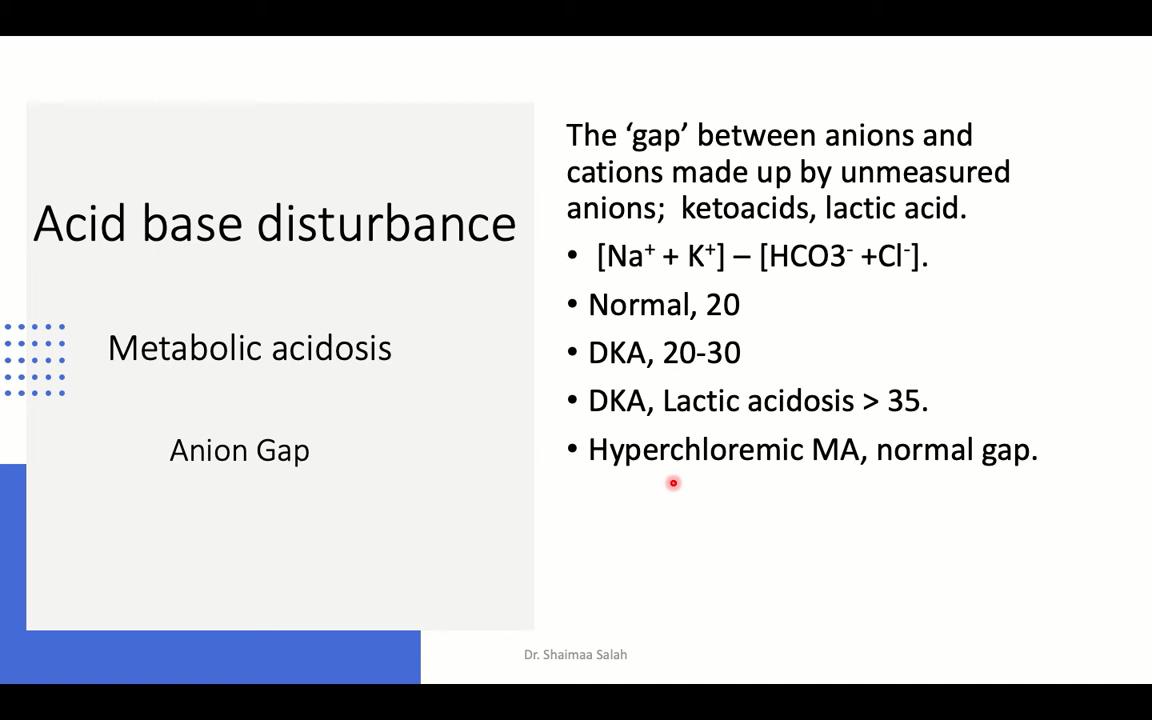 Acid base disturbance
Metabolic acidosis
Anion Gap
The ‘gap’ between anions and
cations made up by unmeasured
anions;  ketoacids, lactic acid.
• [Na⁺ + K⁺] – [HCO3⁻ +Cl⁻].
• Normal, 20
• DKA, 20-30
• DKA, Lactic acidosis > 35.
• Hyperchloremic MA, normal gap.
Dr. Shaimaa Salah